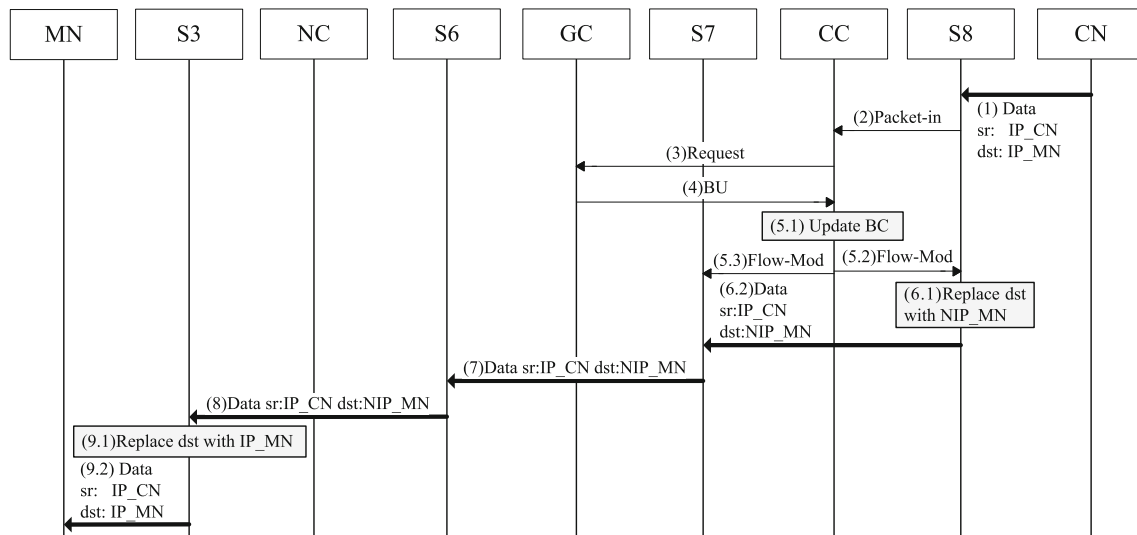 MN
S3
NC
S6
GC
S7
CC
S8
CN
(1) Data
sr: IP_CN
dst: IP_MN
(2)Packet-in
(3)Request
(4)BU
(5.1) Update BC
(5.3)Flow-Mod
(5.2)Flow-Mod
(6.1)Replace dst
with NIP_MN
(6.2)Data
sr:IP_CN
dst:NIP_MN
(7)Data sr:IP_CN dst:NIP_MN
(8)Data sr:IP_CN dst:NIP_MN
(9.1)Replace dst with IP_MN
(9.2) Data
sr: IP_CN
dst: IP_MN